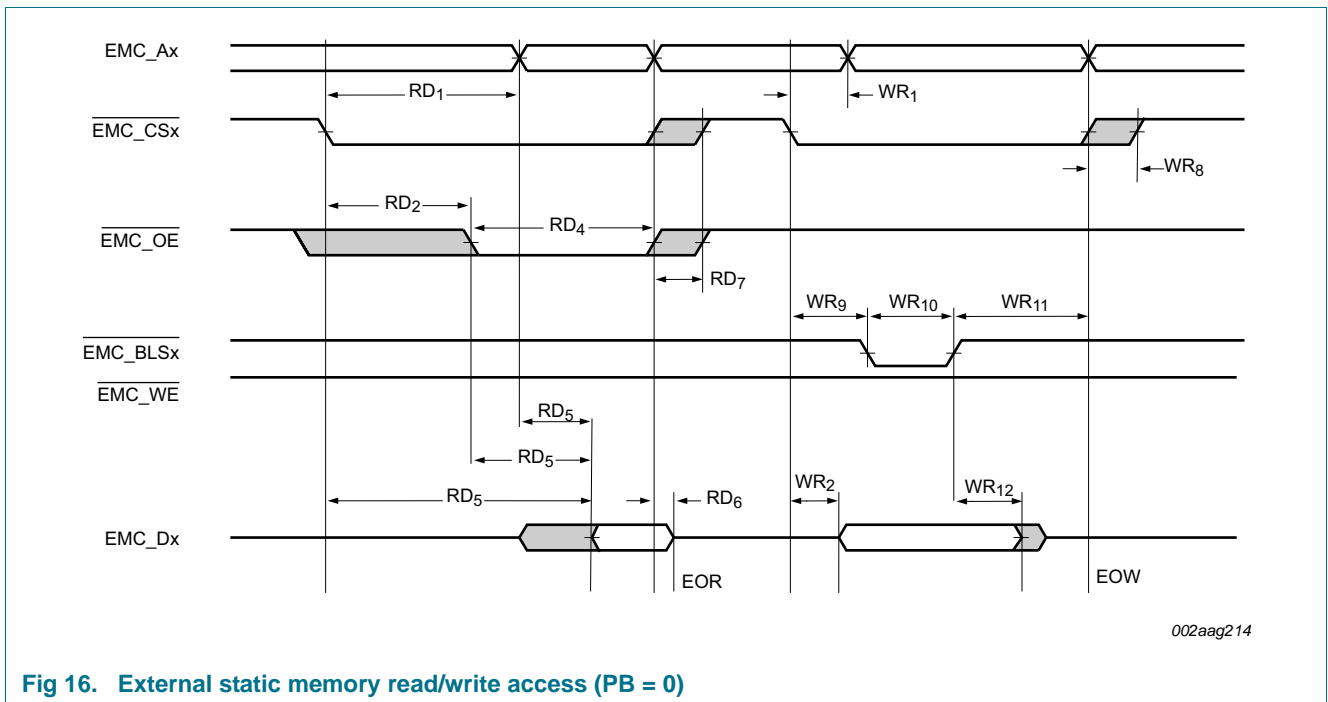 EMC_Ax
RD1
WR1
EMC_CSx
WR8
RD2
RD4
EMC_OE
RD7
WR9
WR10
WR11
EMC_BLSx
EMC_WE
RD5
RD5
RD5
RD6
WR2
WR12
EMC_Dx
EOR
EOW
002aag214
Fig 16. External static memory read/write access (PB = 0)